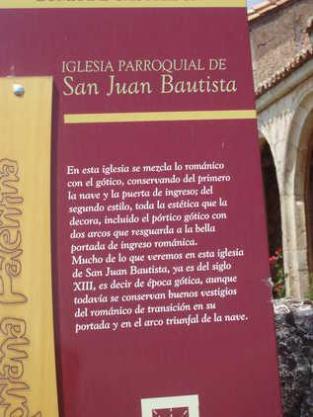 IGLESIA PARROQUIAL DE
San Juan Bautista
En esta iglesia se mezcla lo románico
con el gótico, conservando del primero
la nave y la puerta de ingreso; del
segundo estilo, toda la estética que la
decora, incluido el pórtico gótico con
dos arcos que resguarda a la bella
portada de ingreso románica.
Mucho de lo que veremos en esta iglesia
de San Juan Bautista, ya es del siglo
XIII, es decir de época gótica, aunque
todavía se conservan buenos vestigios
del románico de transición en su
portada y en el arco triunfal de la nave.
Palentina